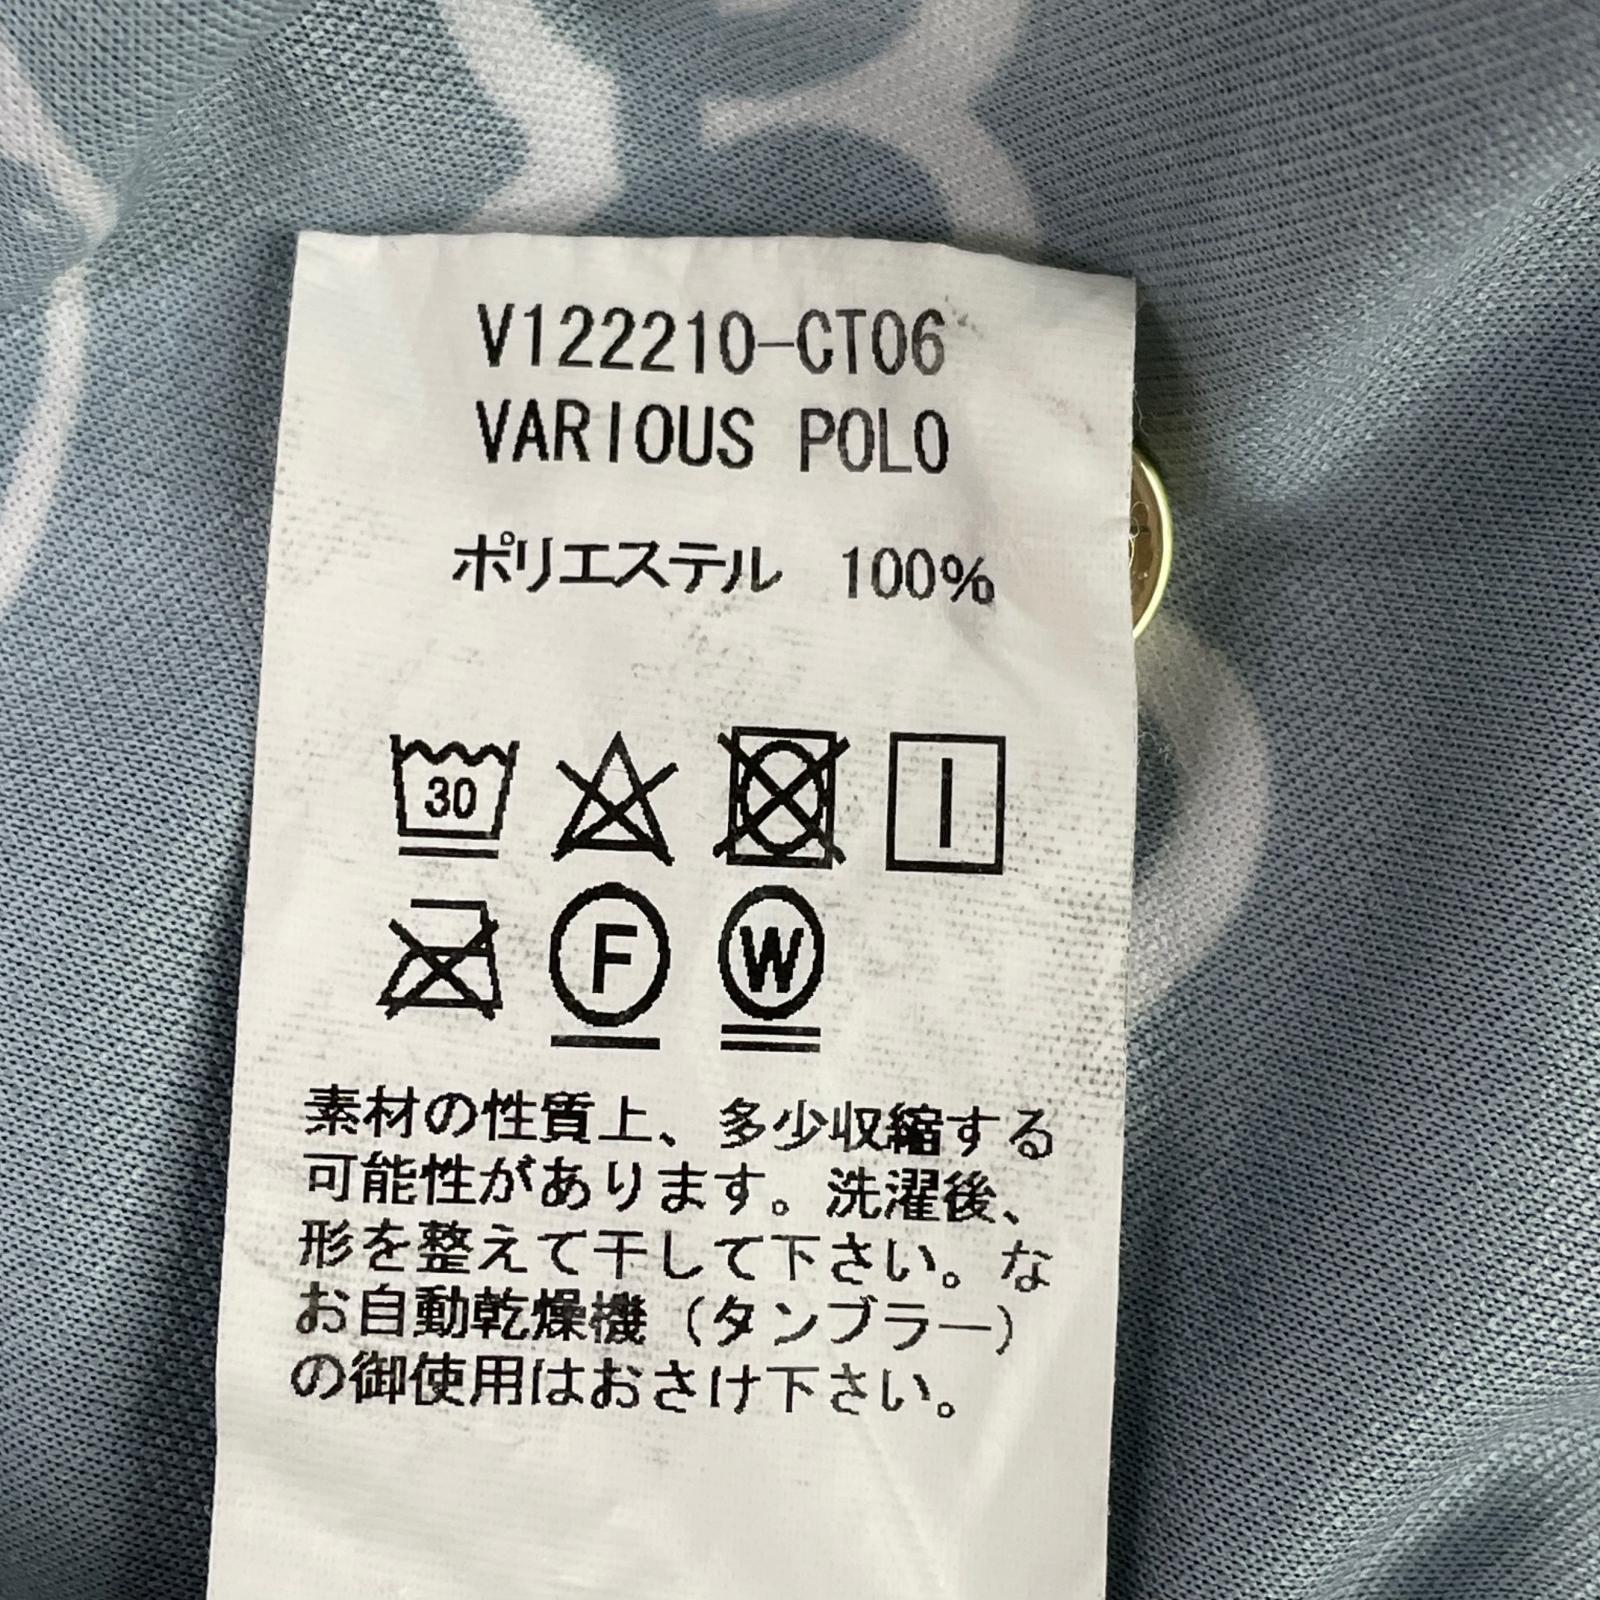 V122210-CT06
VARIOUS POLO
ポリエステル 100%
30
F
W
素材の性質上、多少収縮する
可能性があります。洗濯後、
形を整えて干して下さい。な
お自動乾燥機(タンブラー)
の御使用はおさけ下さい。